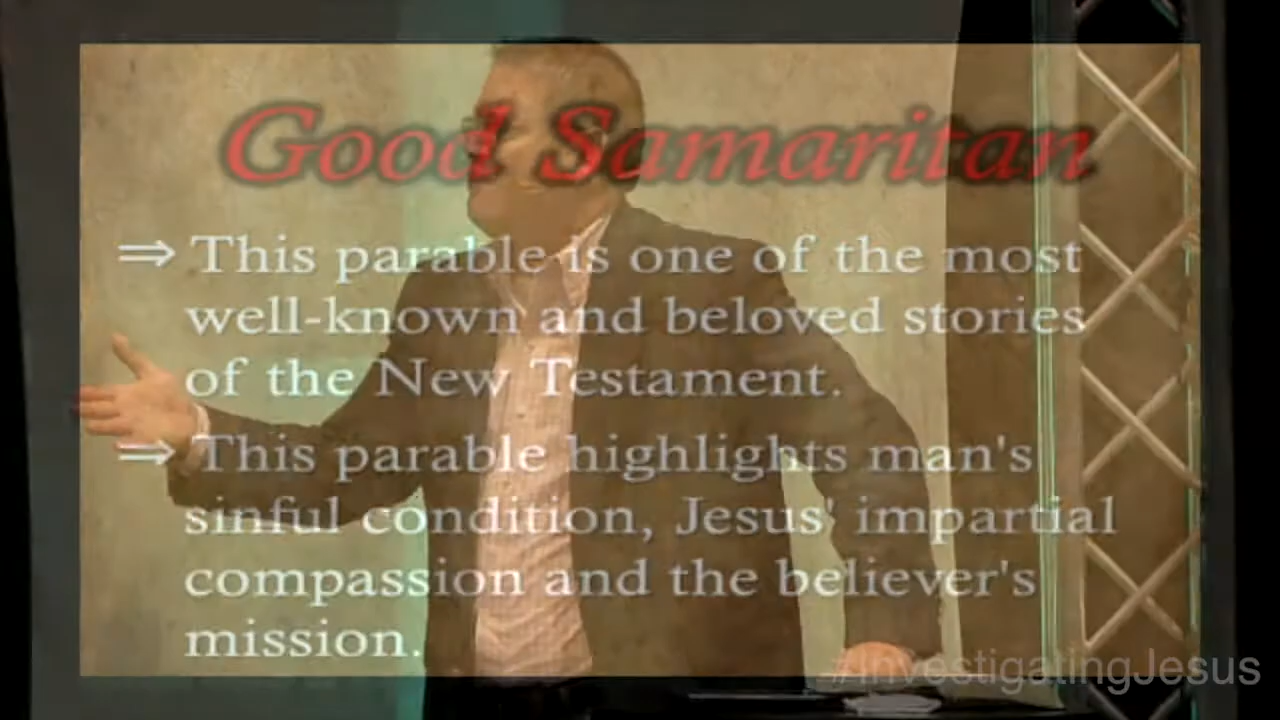 Good Samaritan
⇒ This parable is one of the most
well-known and beloved stories
of the New Testament.
⇒ This parable highlights man's
sinful condition, Jesus' impartial
compassion and the believer's
mission.
#InvestigatingJesus